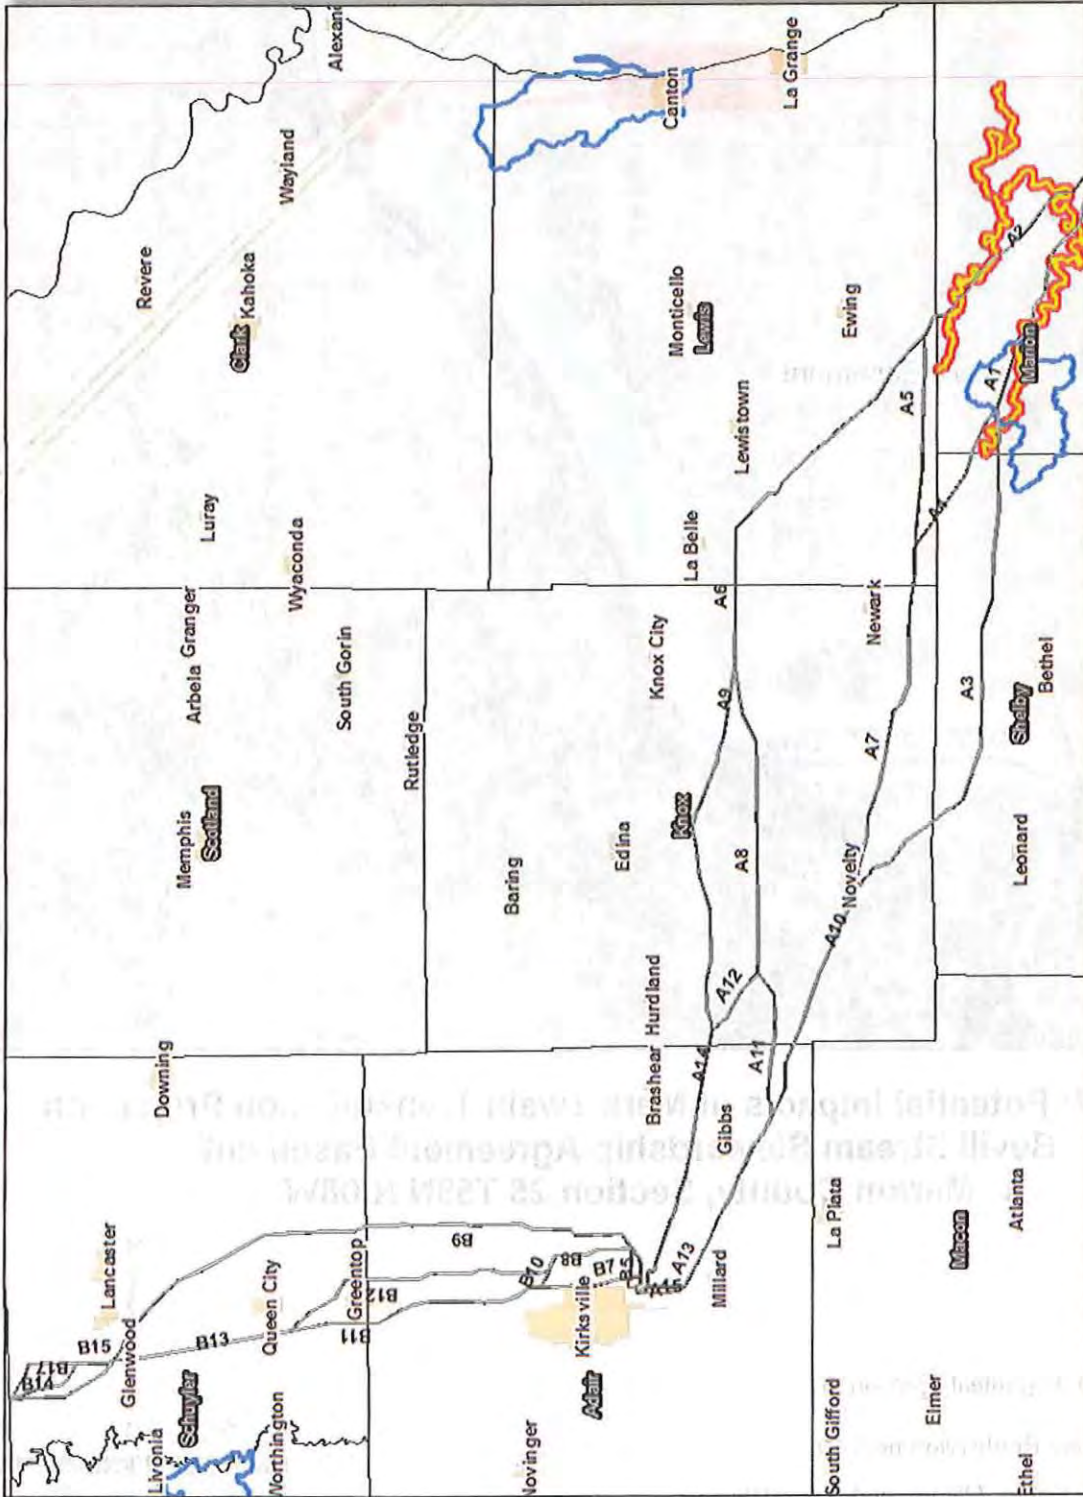 Alexand
Wayland
Revere
Kahoka
Clark
Luray
Wyaconda
Granger
Arbela
South Gorin
Rutledge
Memphis
Scotland
Downing
Canton
La Grange
Monticello
Lewis
Ewing
Lewistown
La Belle
Newark
Knox City
Knox
Edina
Baring
Hurdland
Brashear
Novelty
Gibbs
Millard
Kirksville
Adair
Novinger
Greentop
Queen City
Lancaster
Glenwood
Schuyler
Livonia
Worthington
La Plata
South Gifford
Elmer
Ethel
Macon
Atlanta
Leonard
Shelby
Bethel
Marion
A1
A2
A3
A4
A5
A6
A7
A8
A9
A10
A11
A12
A13
A14
B5
B7
B8
B9
B10
B11
B12
B13
B14
B15
B17
Potential Impacts of Mark Twain
Bevill Stream Stewardship Agreement Easement
Marion County, Section 25 T59N R 08W